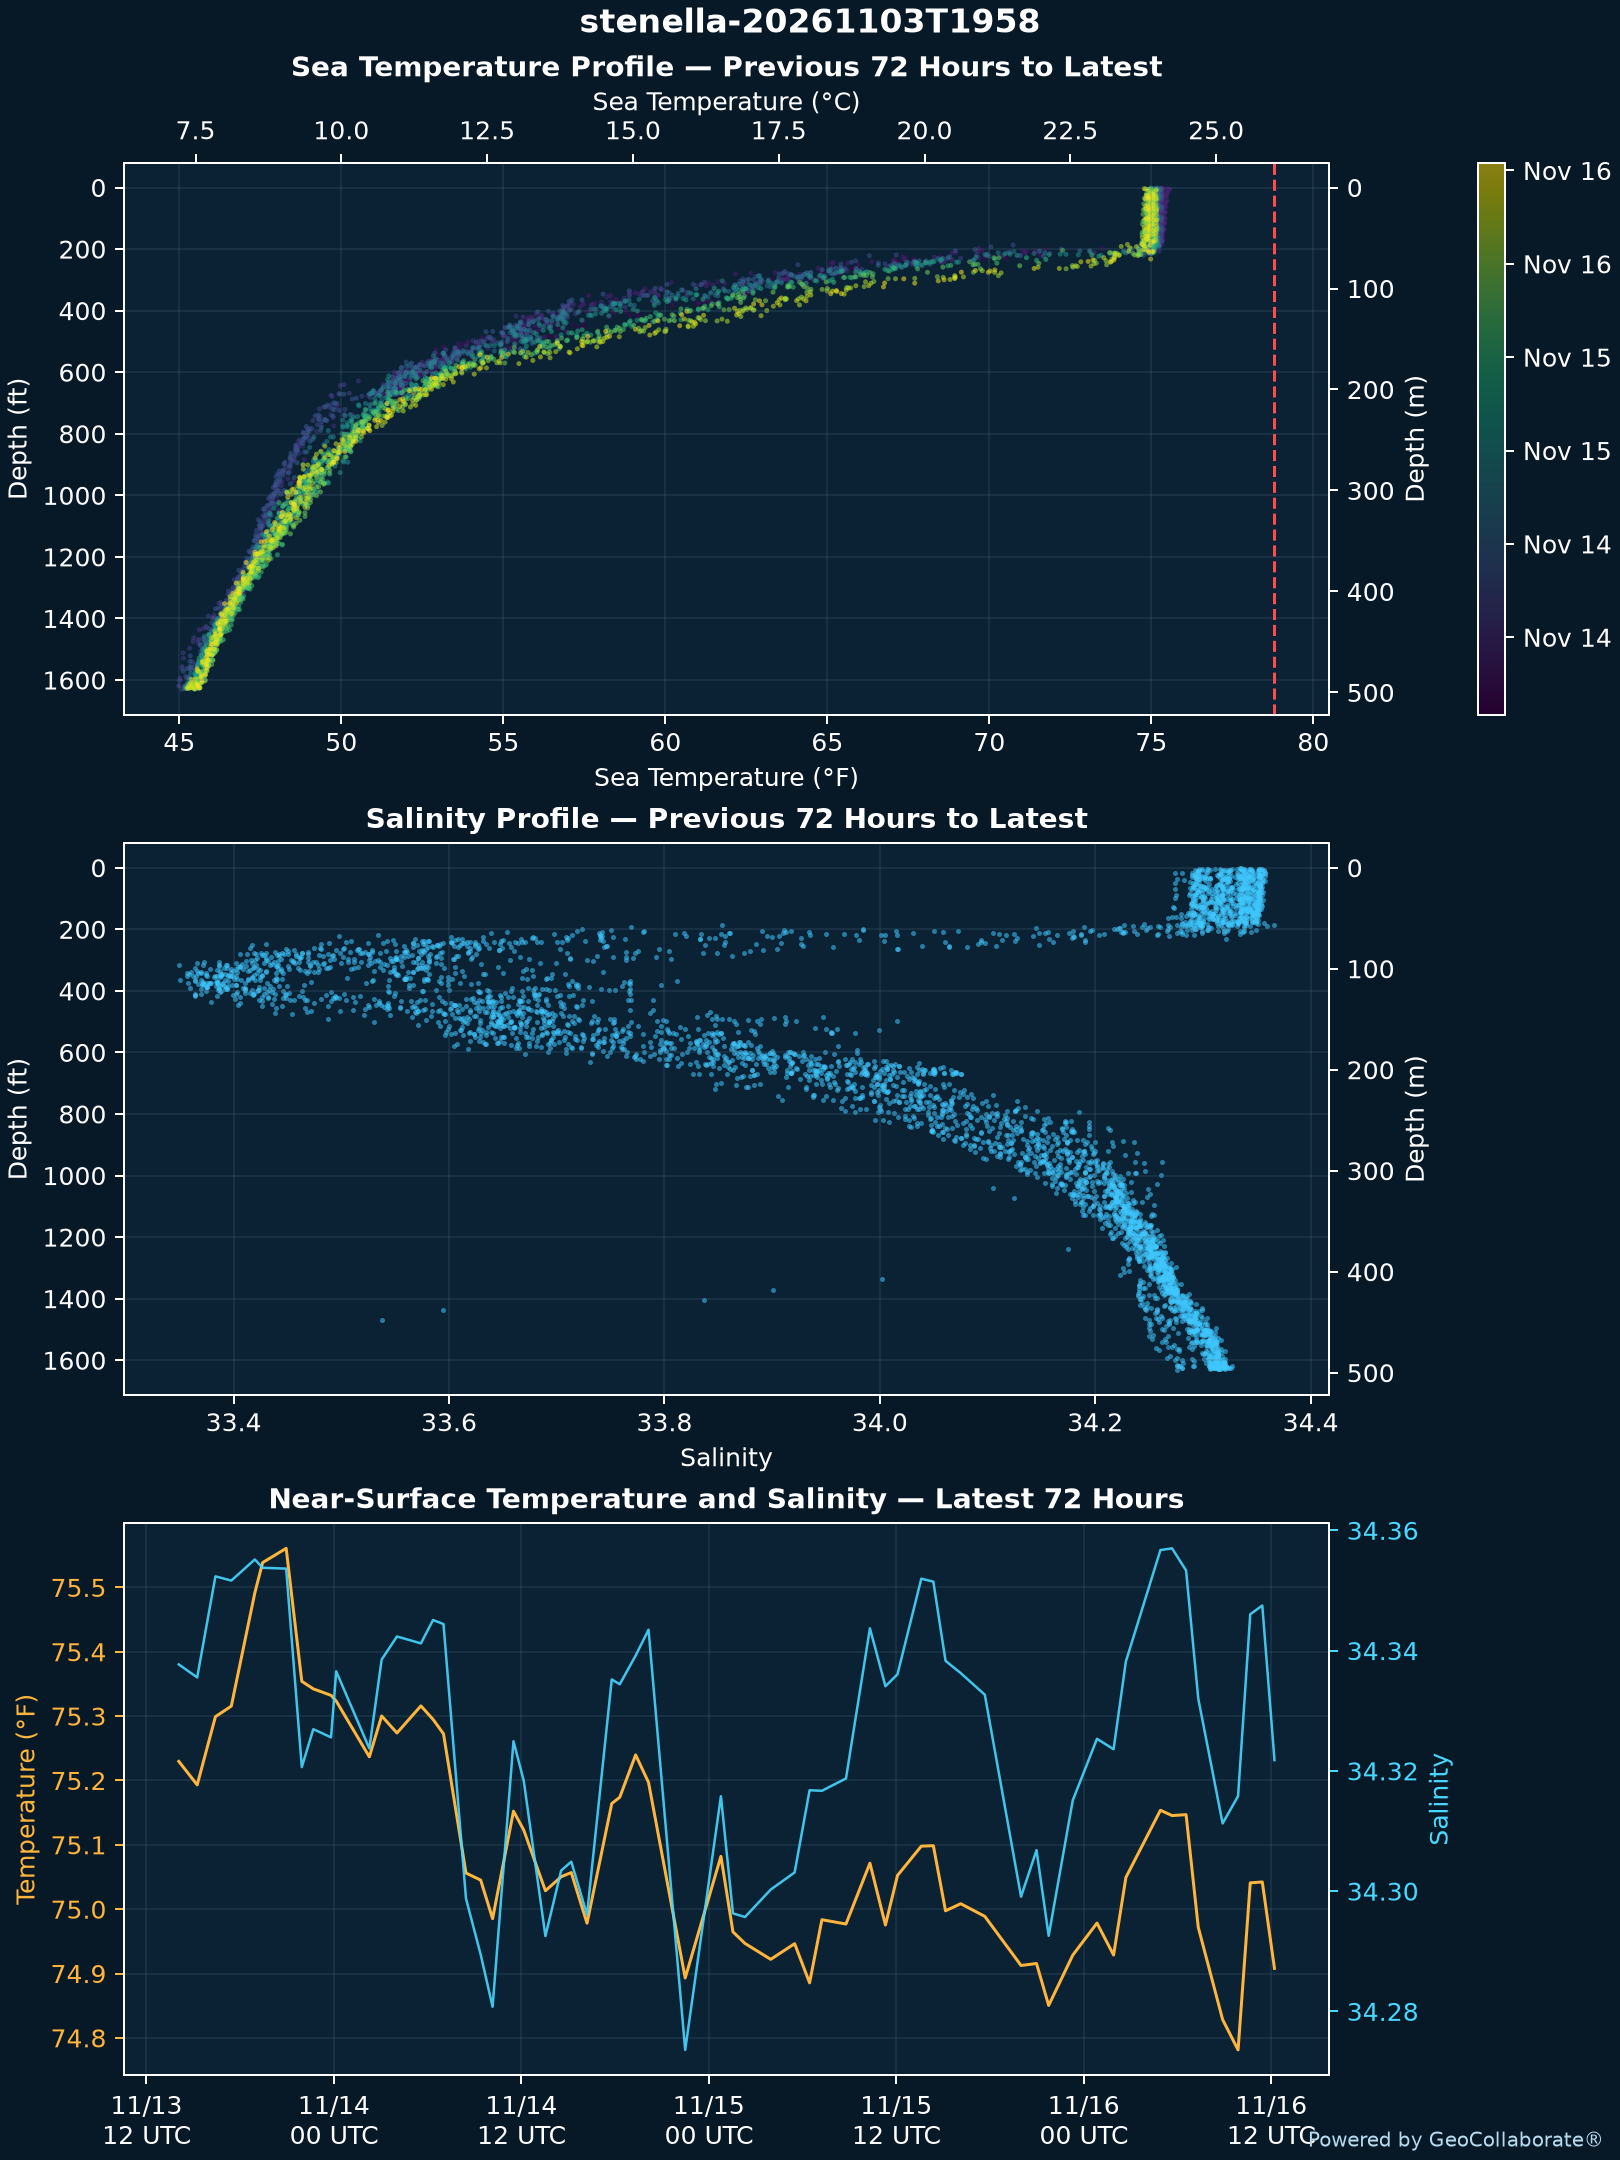 stenella-20261103T1958
Sea Temperature Profile — Previous 72 Hours to Latest
Sea Temperature (°C)
7.5 10.0 12.5 15.0 17.5 20.0 22.5 25.0
0
200
400
600
800
1000
1200
1400
1600
Depth (ft)
0
100
200
300
400
500
Depth (m)
Nov 16
Nov 16
Nov 15
Nov 15
Nov 14
Nov 14
45 50 55 60 65 70 75 80
Sea Temperature (°F)
Salinity Profile — Previous 72 Hours to Latest
0
200
400
600
800
1000
1200
1400
1600
Depth (ft)
0
100
200
300
400
500
Depth (m)
33.4 33.6 33.8 34.0 34.2 34.4
Salinity
Near-Surface Temperature and Salinity — Latest 72 Hours
75.5
75.4
75.3
75.2
75.1
75.0
74.9
74.8
Temperature (°F)
34.36
34.34
34.32
34.30
34.28
Salinity
11/13 11/14 11/14 11/15 11/15 11/16 11/16
12 UTC 00 UTC 12 UTC 00 UTC 12 UTC 00 UTC 12 UTC
Powered by GeoCollaborate®